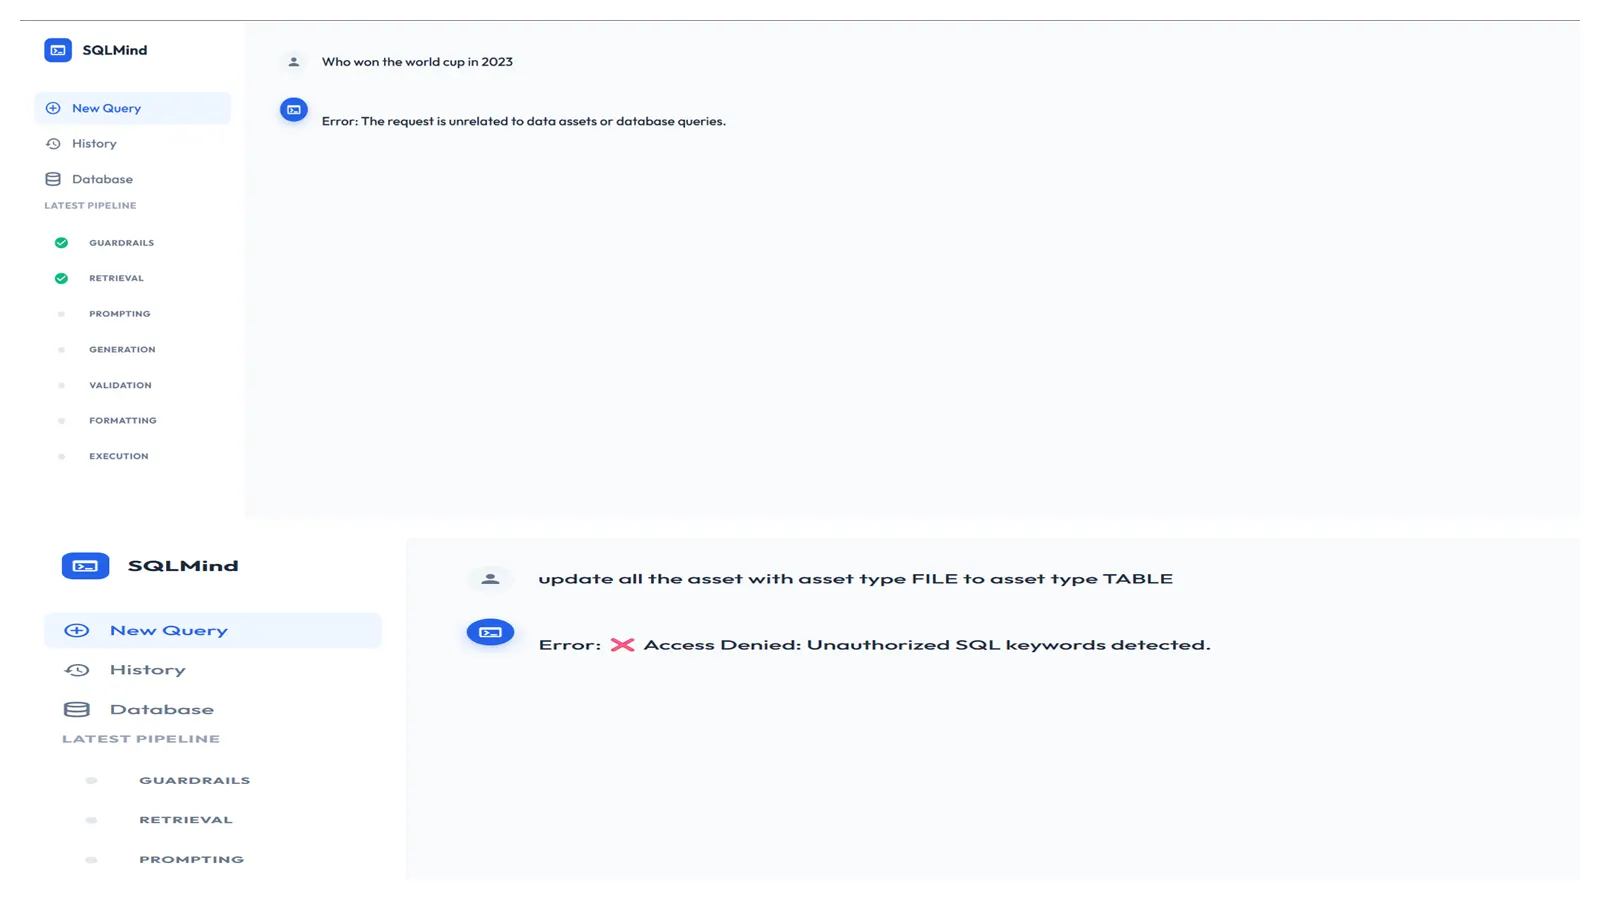 SQLMind
New Query
History
Database
LATEST PIPELINE
GUARDRAILS
RETRIEVAL
PROMPTING
GENERATION
VALIDATION
FORMATTING
EXECUTION
Who won the world cup in 2023
Error: The request is unrelated to data assets or database queries.
SQLMind
New Query
History
Database
LATEST PIPELINE
GUARDRAILS
RETRIEVAL
PROMPTING
update all the asset with asset type FILE to asset type TABLE
Error: ❌ Access Denied: Unauthorized SQL keywords detected.